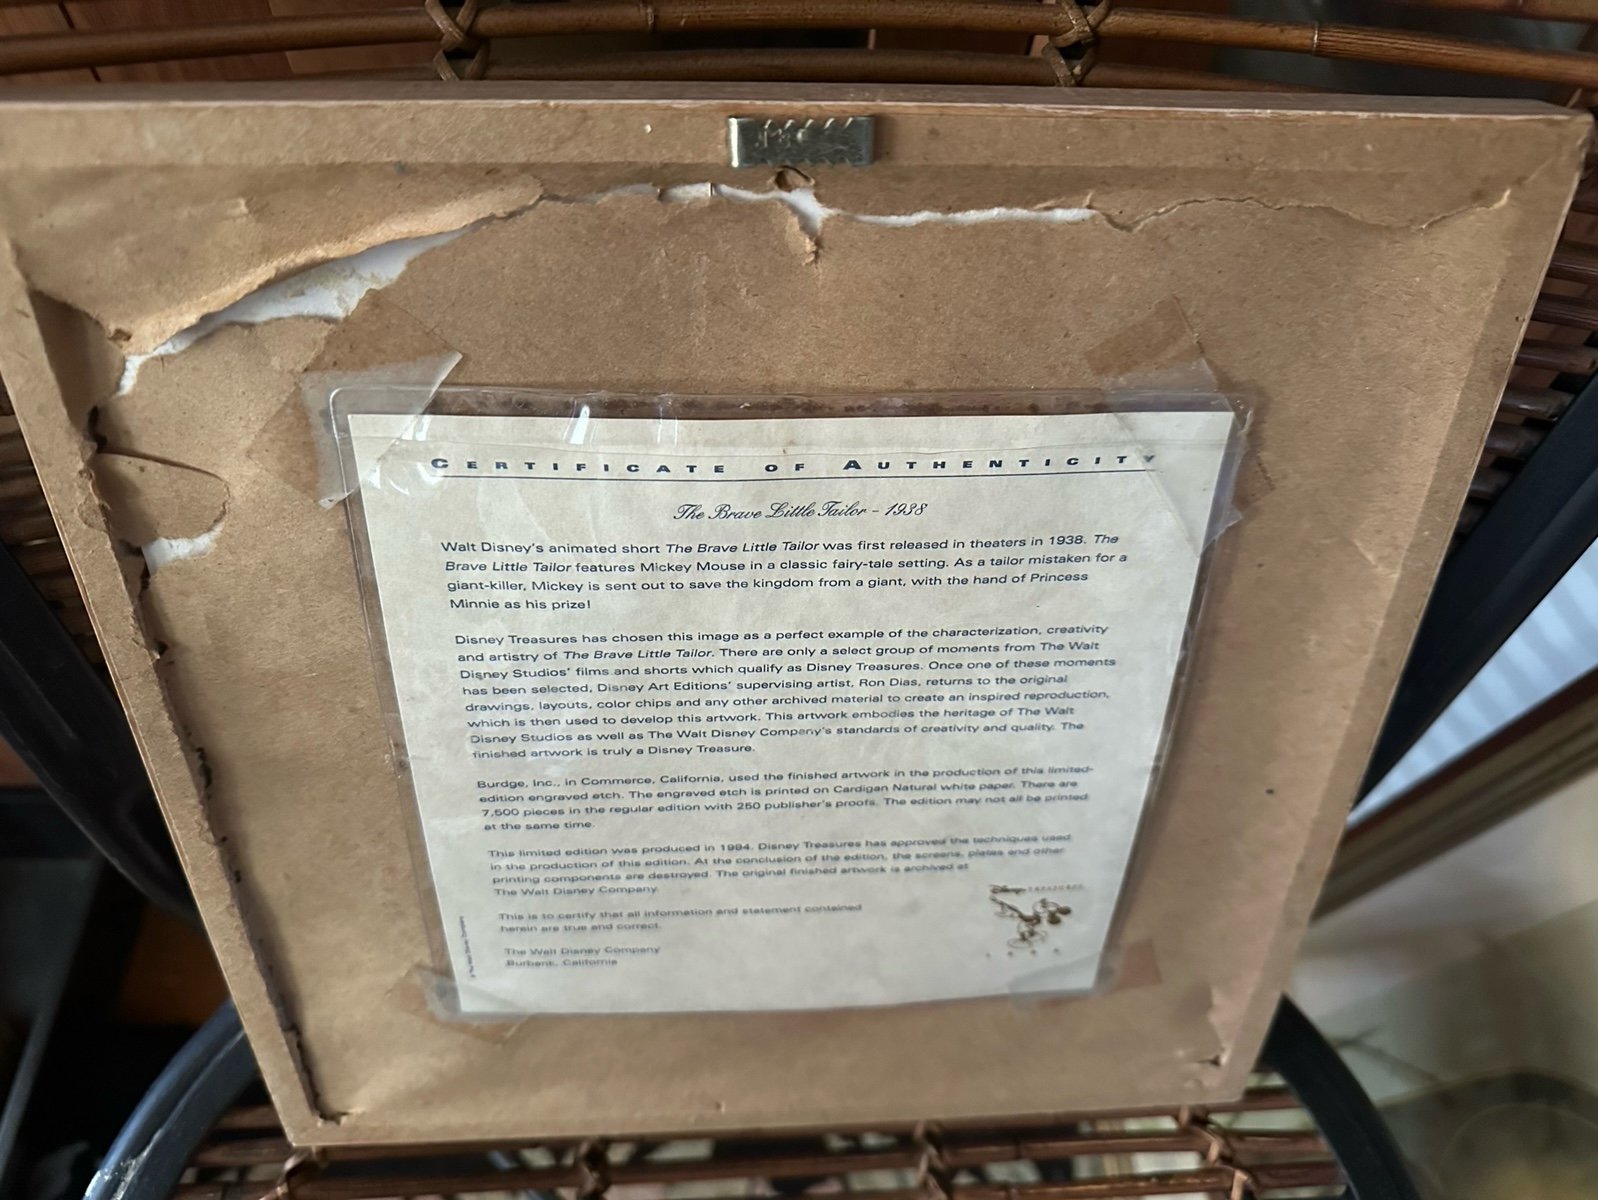 CERTIFICATE OF AUTHENTICITY
The Brave Little Tailor - 1938
Walt Disney's animated short The Brave Little Tailor was first released in theaters in 1938. The
Brave Little Tailor features Mickey Mouse in a classic fairy-tale setting. As a tailor mistaken for a
giant-killer, Mickey is sent out to save the kingdom from a giant, with the hand of Princess
Minnie as his prize!
Disney Treasures has chosen this image as a perfect example of the characterization, creativity
and artistry of The Brave Little Tailor. There are only a select group of moments from The Walt
Disney Studios' films and shorts which qualify as Disney Treasures. Once one of these moments
has been selected, Disney Art Editions' supervising artist, Ron Dias, returns to the original
drawings, layouts, color chips and any other archived material to create an inspired reproduction,
which is then used to develop this artwork. This artwork embodies the heritage of The Walt
Disney Studios as well as The Walt Disney Company's standards of creativity and quality. The
finished artwork is truly a Disney Treasure.
Burdge, Inc., in Commerce, California, used the finished artwork in the production of this limited-
edition engraved etch. The engraved etch is printed on Cardigan Natural white paper. There are
7,500 pieces in the regular edition with 250 publisher's proofs. The edition may not all be printed
at the same time.
This limited edition was produced in 1994. Disney Treasures has approved the techniques used
in the production of this edition. At the conclusion of the edition, the screens, plates and other
printing components are destroyed. The original finished artwork is archived at
The Walt Disney Company.
This is to certify that all information and statement contained
herein are true and correct.
The Walt Disney Company
Burbank, California
Disney TREASURES
© The Walt Disney Company